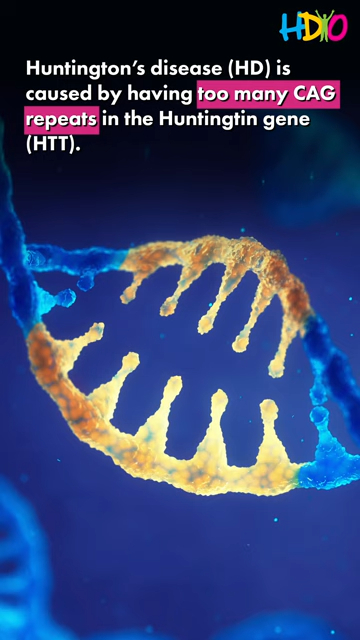 HDYO
Huntington’s disease (HD) is
caused by having too many CAG
repeats in the Huntingtin gene
(HTT).